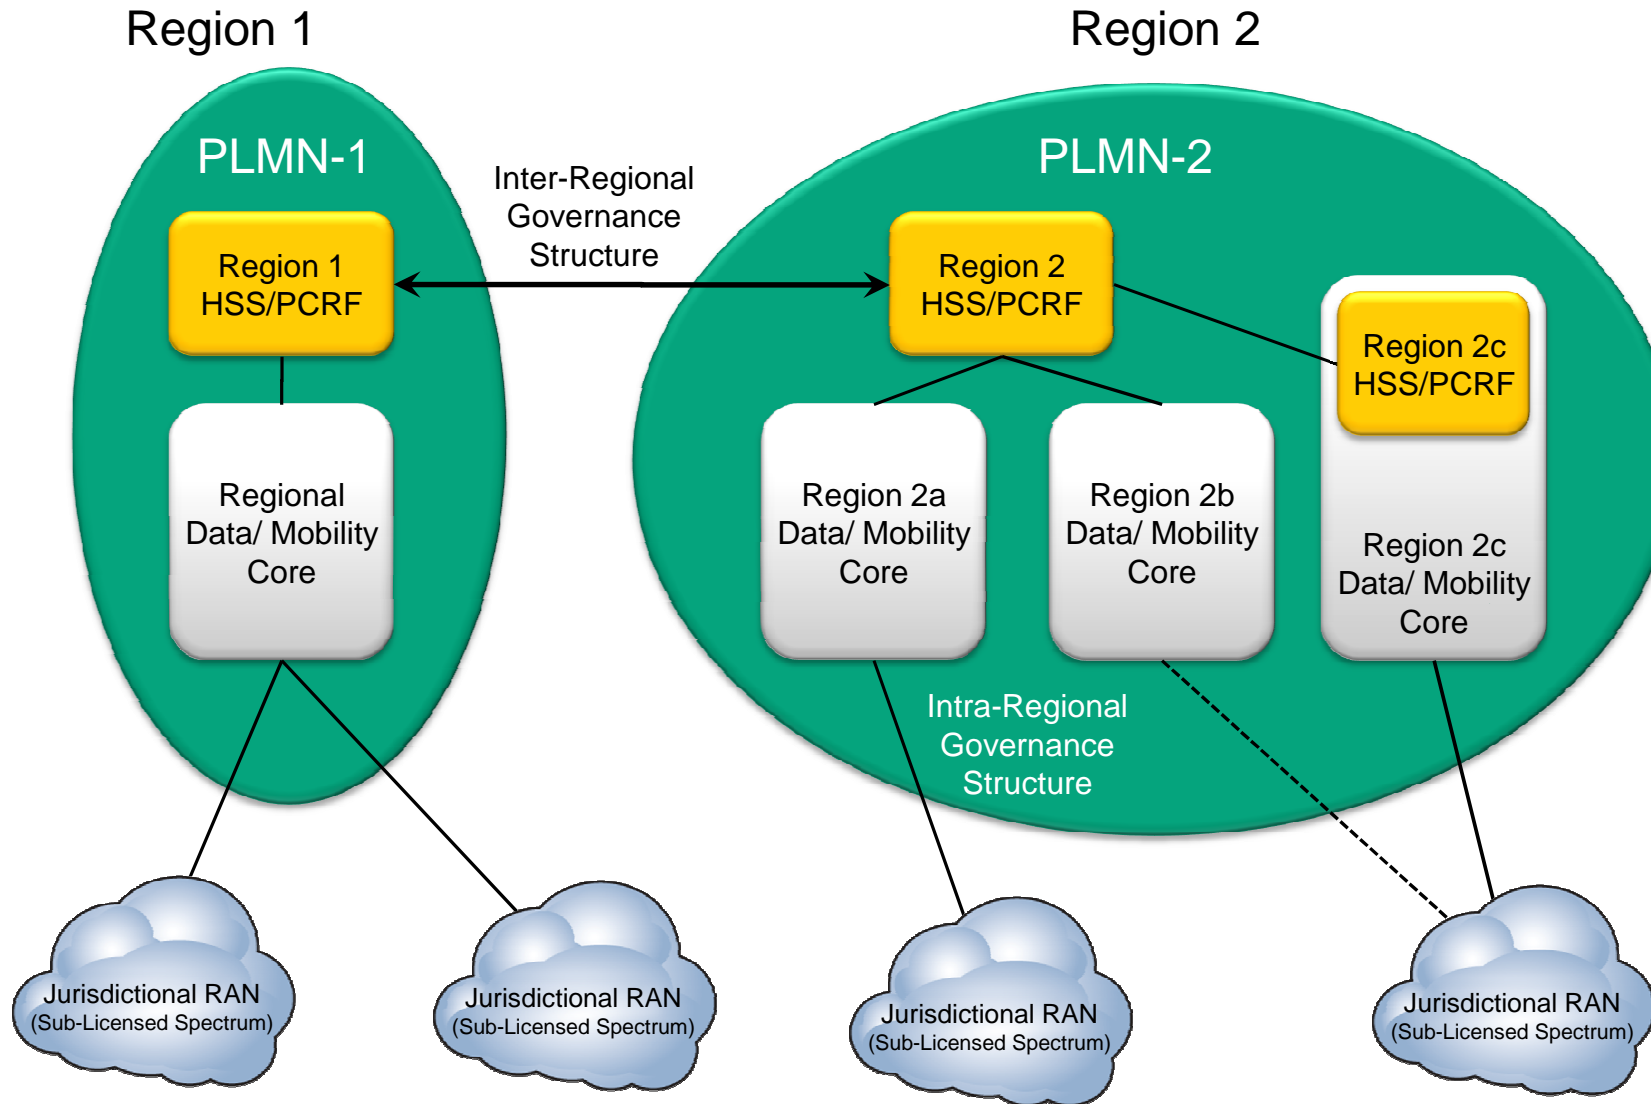 Region 1
Region 2
PLMN-1
PLMN-2
Inter-Regional
Governance
Structure
Region 1
HSS/PCRF
Region 2
HSS/PCRF
Region 2c
HSS/PCRF
Regional
Data/ Mobility
Core
Region 2a
Data/ Mobility
Core
Region 2b
Data/ Mobility
Core
Region 2c
Data/ Mobility
Core
Intra-Regional
Governance
Structure
Jurisdictional RAN
(Sub-Licensed Spectrum)
Jurisdictional RAN
(Sub-Licensed Spectrum)
Jurisdictional RAN
(Sub-Licensed Spectrum)
Jurisdictional RAN
(Sub-Licensed Spectrum)